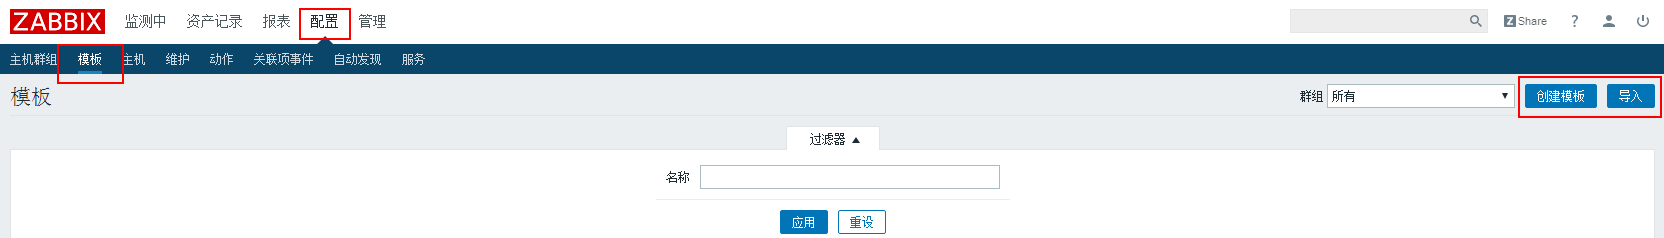 ZABBIX 监测中 资产记录 报表 配置 管理 Z Share ?
主机群组 模板 主机 维护 动作 关联项事件 自动发现 服务
模板 群组 所有 创建模板 导入
过滤器
名称
应用 重设